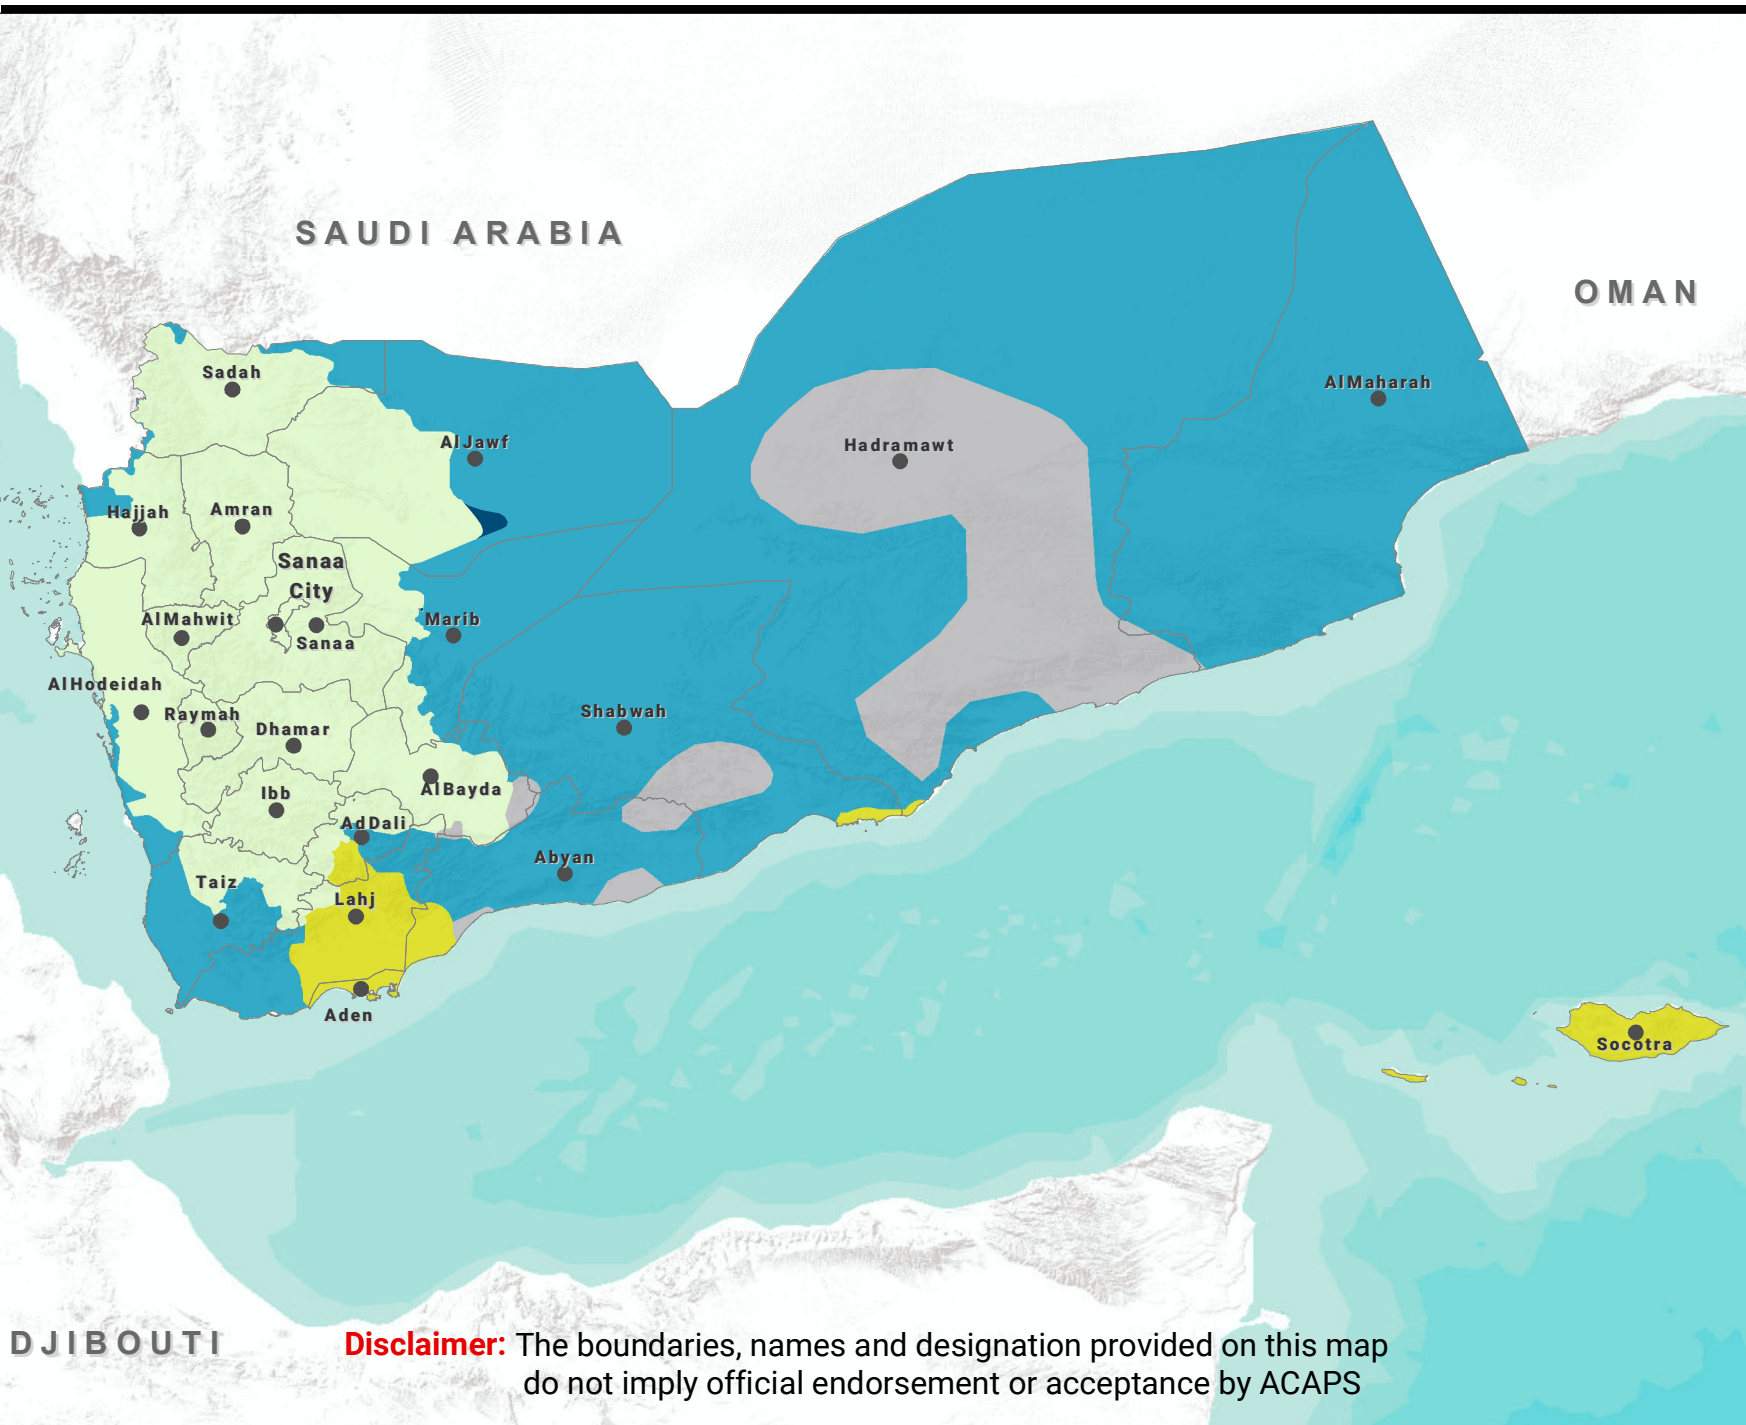 SAUDI ARABIA
OMAN
Sadah
AlMaharah
AlJawf
Hadramawt
Hajjah
Amran
Sanaa
City
AlMahwit
Marib
Sanaa
AlHodeidah
Raymah
Shabwah
Dhamar
Ibb
AlBayda
AdDali
Abyan
Taiz
Lahj
Aden
Socotra
DJIBOUTI
Disclaimer: The boundaries, names and designation provided on this map
do not imply official endorsement or acceptance by ACAPS